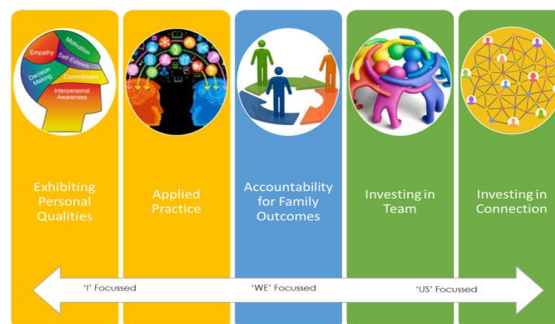 Motivation
Empathy
Self-Esteem
Decision
Making
Commitment
Interpersonal
Awareness
Exhibiting
Personal
Qualities
Applied
Practice
Accountability
for Family
Outcomes
Investing in
Team
Investing in
Connection
'I' Focussed
'WE' Focussed
'US' Focussed